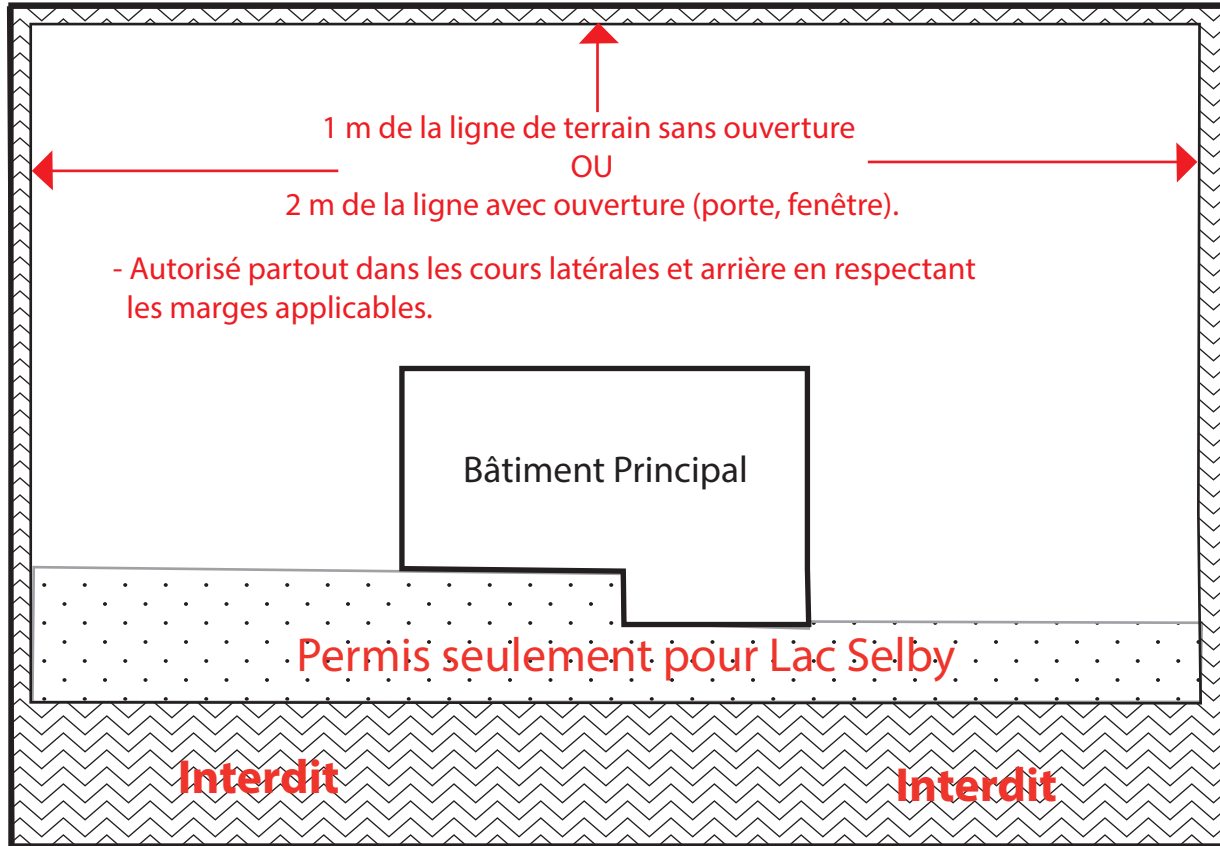 1 m de la ligne de terrain sans ouverture
OU
2 m de la ligne avec ouverture (porte, fenêtre).
- Autorisé partout dans les cours latérales et arrière en respectant
les marges applicables.
Bâtiment Principal
Permis seulement pour Lac Selby
Interdit
Interdit